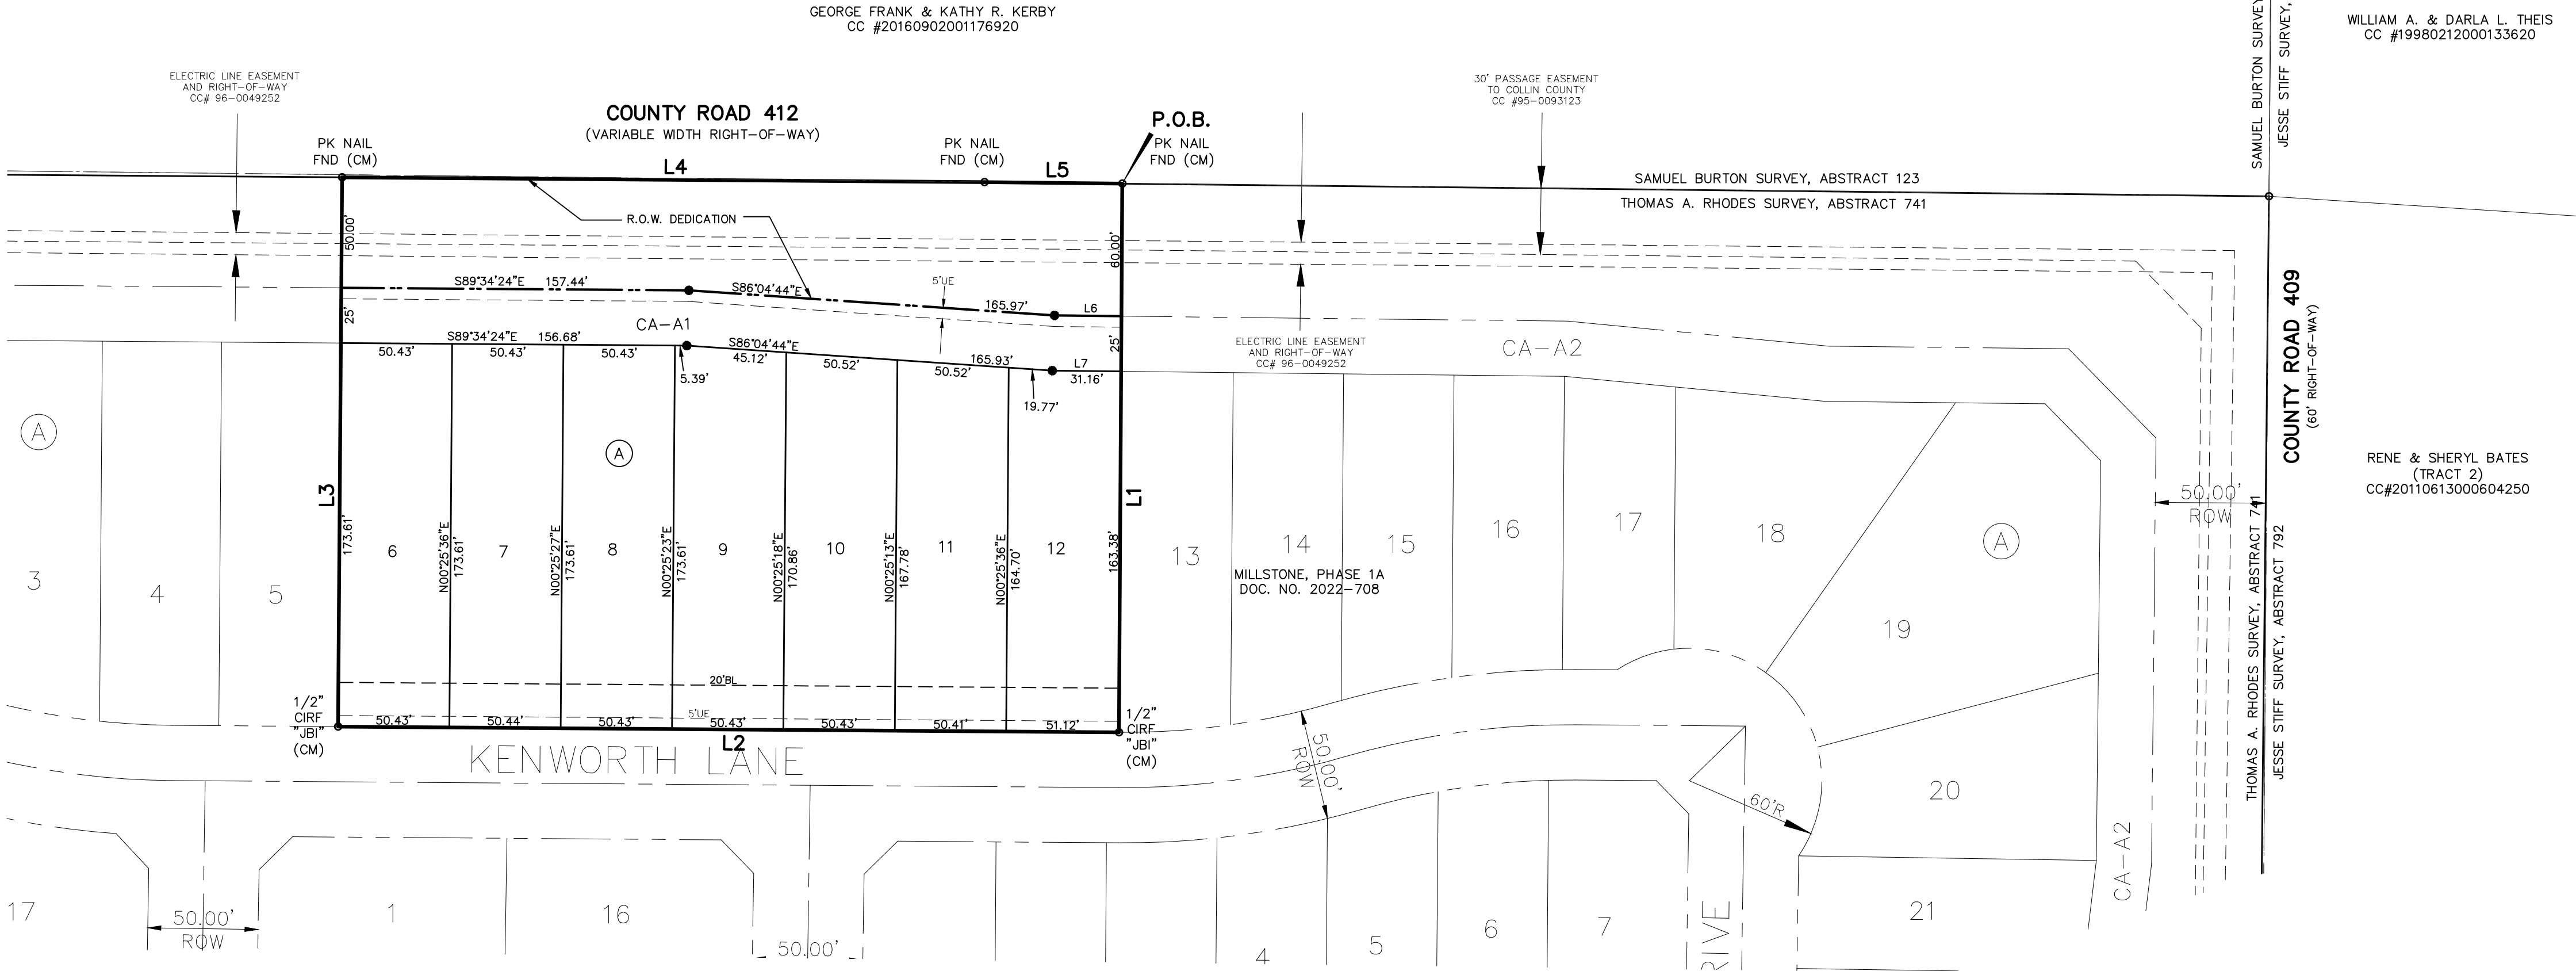 GEORGE FRANK & KATHY R. KERBY
CC #20160902001176920
WILLIAM A. & DARLA L. THEIS
CC #19980212000133620
SAMUEL BURTON SURVEY,
JESSE STIFF SURVEY,
ELECTRIC LINE EASEMENT
AND RIGHT-OF-WAY
CC# 96-0049252
COUNTY ROAD 412
(VARIABLE WIDTH RIGHT-OF-WAY)
30' PASSAGE EASEMENT
TO COLLIN COUNTY
CC #95-0093123
P.O.B.
PK NAIL
FND (CM)
PK NAIL
FND (CM)
PK NAIL
FND (CM)
L4
L5
SAMUEL BURTON SURVEY, ABSTRACT 123
THOMAS A. RHODES SURVEY, ABSTRACT 741
R.O.W. DEDICATION
50.00'
60.00'
S89°34'24"E 157.44'
S86°04'44"E
165.97'
5'UE
L6
25'
25'
CA-A1
S89°34'24"E 156.68'
S86°04'44"E
165.93'
L7
50.43'
50.43'
50.43'
5.39'
45.12'
50.52'
50.52'
19.77'
31.16'
ELECTRIC LINE EASEMENT
AND RIGHT-OF-WAY
CC# 96-0049252
CA-A2
COUNTY ROAD 409
(60' RIGHT-OF-WAY)
A
A
A
L3
173.61'
L1
163.38'
6
7
8
9
10
11
12
N00°25'36"E
173.61'
N00°25'27"E
173.61'
N00°25'23"E
173.61'
N00°25'18"E
170.86'
N00°25'13"E
167.78'
N00°25'36"E
164.70'
3
4
5
13
14
15
16
17
18
19
20
21
MILLSTONE, PHASE 1A
DOC. NO. 2022-708
RENE & SHERYL BATES
(TRACT 2)
CC#20110613000604250
50.00'
ROW
THOMAS A. RHODES SURVEY, ABSTRACT 741
JESSE STIFF SURVEY, ABSTRACT 792
20'BL
5'UE
1/2"
CIRF
"JBI"
(CM)
50.43'
50.44'
50.43'
50.43'
50.43'
50.41'
51.12'
1/2"
CIRF
"JBI"
(CM)
L2
KENWORTH LANE
50.00'
ROW
60'R
CA-A2
17
50.00'
ROW
1
16
50.00'
4
5
6
7